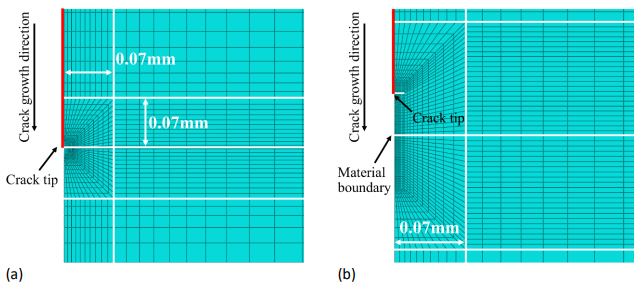 Crack growth direction
0.07mm
0.07mm
Crack tip
(a)
Crack growth direction
Crack tip
Material
boundary
0.07mm
(b)